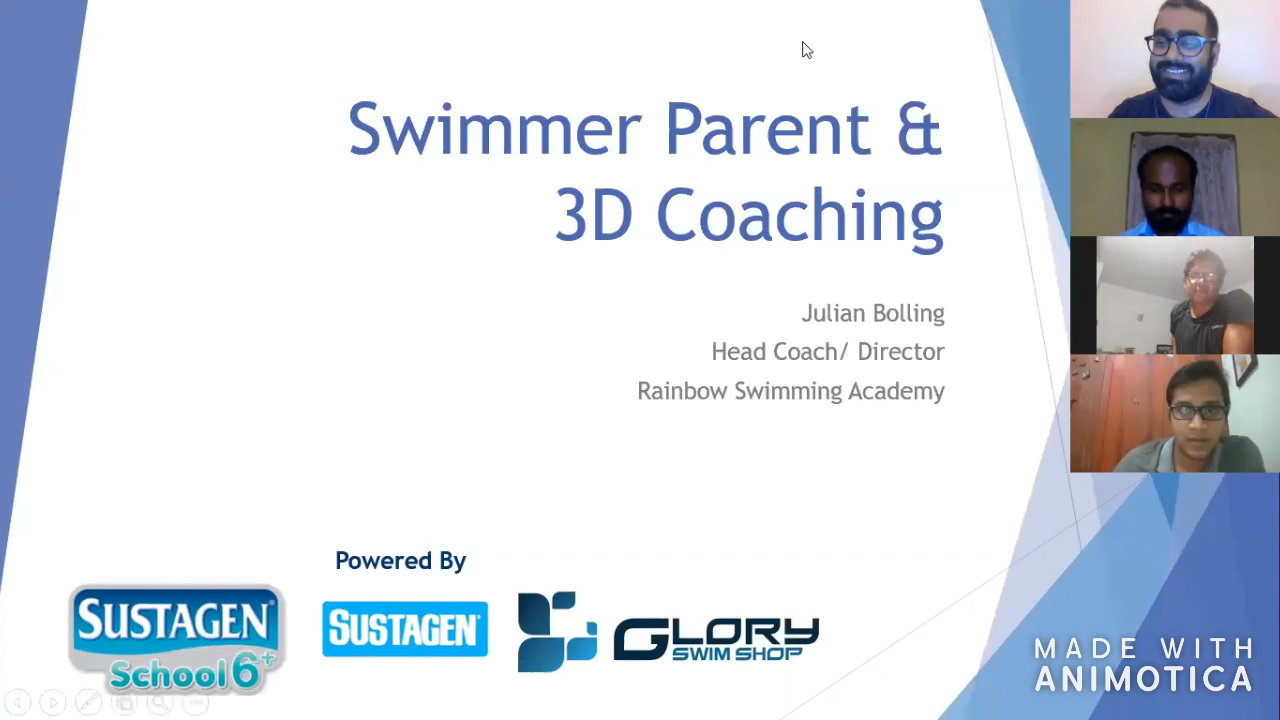 Swimmer Parent &
3D Coaching
Julian Bolling
Head Coach/ Director
Rainbow Swimming Academy
Powered By
SUSTAGEN®
School 6+
SUSTAGEN®
GLORY
SWIM SHOP
MADE WITH
ANIMOTICA